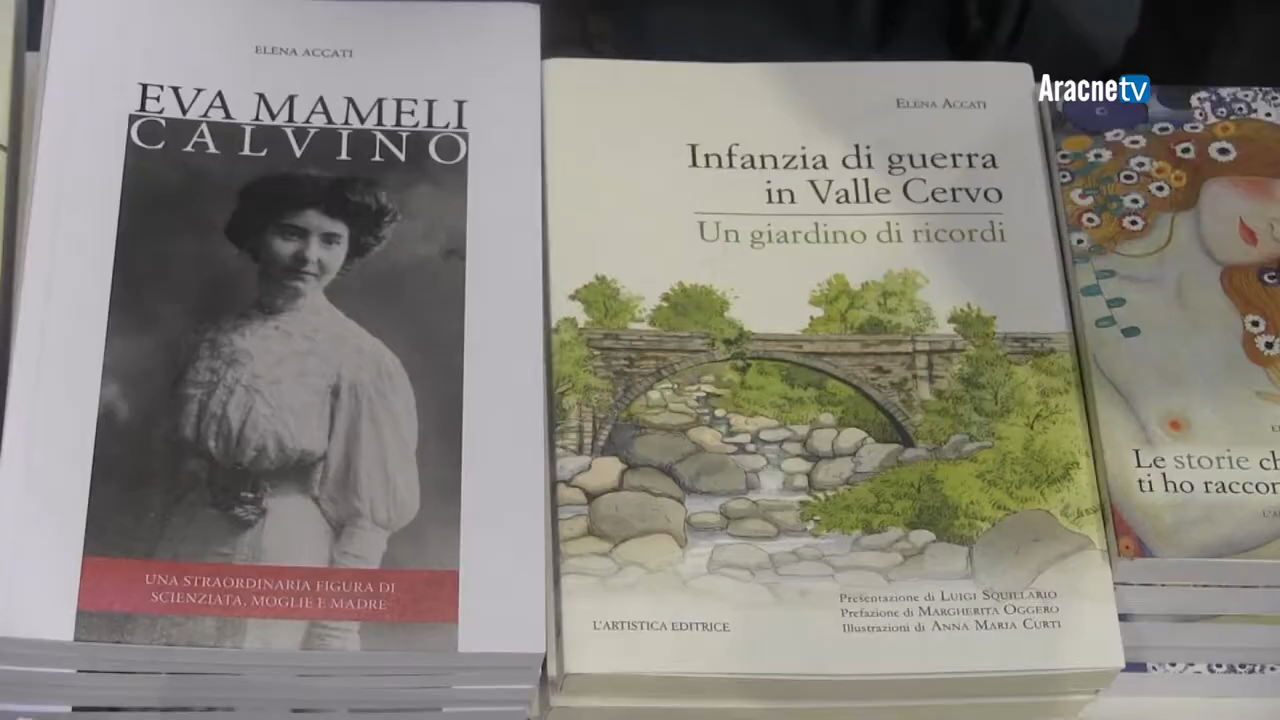 ELENA ACCATI
EVA MAMELI
CALVINO
UNA STRAORDINARIA FIGURA DI
SCIENZIATA, MOGLIE E MADRE
ELENA ACCATI
Infanzia di guerra
in Valle Cervo
Un giardino di ricordi
Presentazione di LUIGI SQUILLARIO
Prefazione di MARGHERITA OGGERO
Illustrazioni di ANNA MARIA CURTI
L'ARTISTICA EDITRICE
Aracnetv
Le storie
ti ho